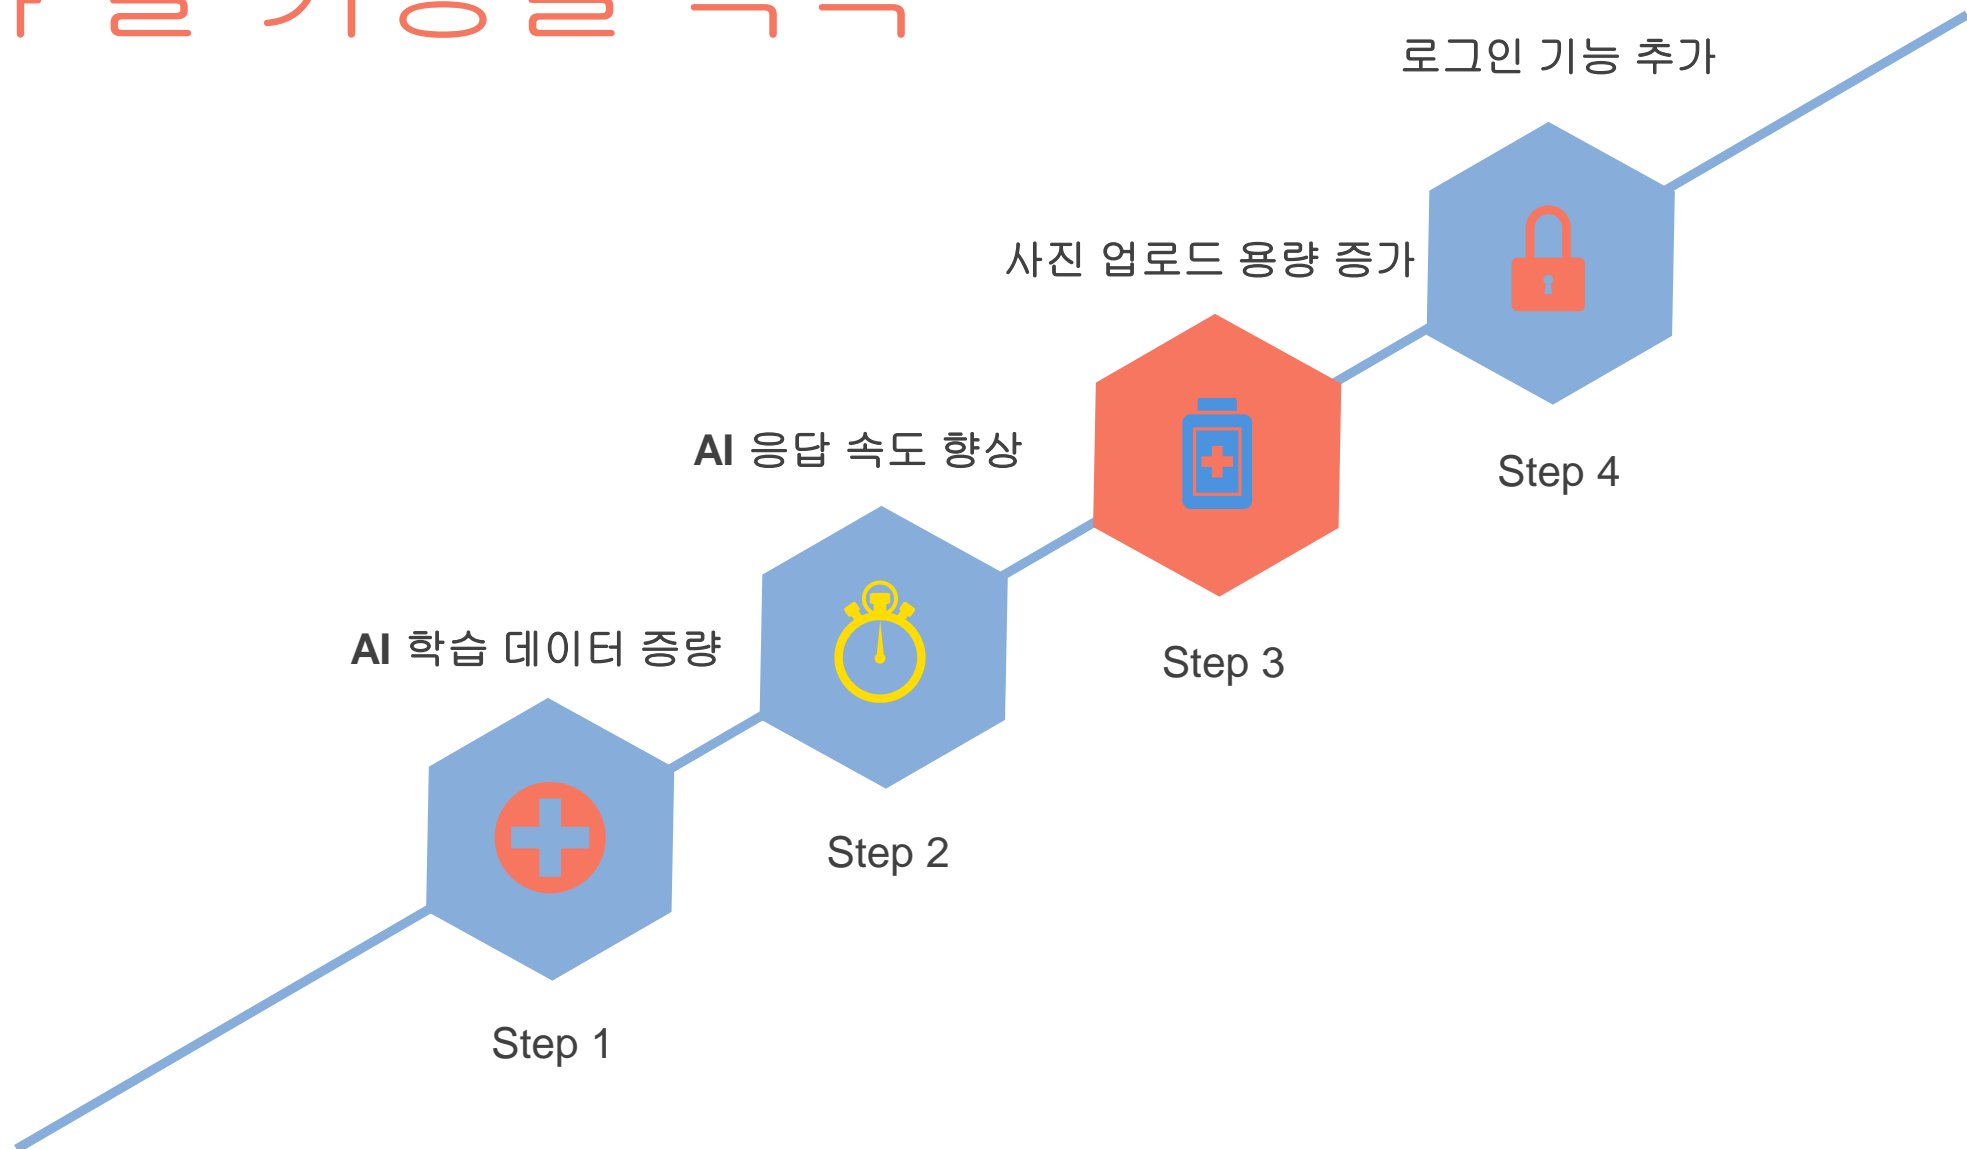 로그인 기능 추가
사진 업로드 용량 증가
AI 응답 속도 향상
Step 4
AI 학습 데이터 증량
Step 3
Step 2
Step 1